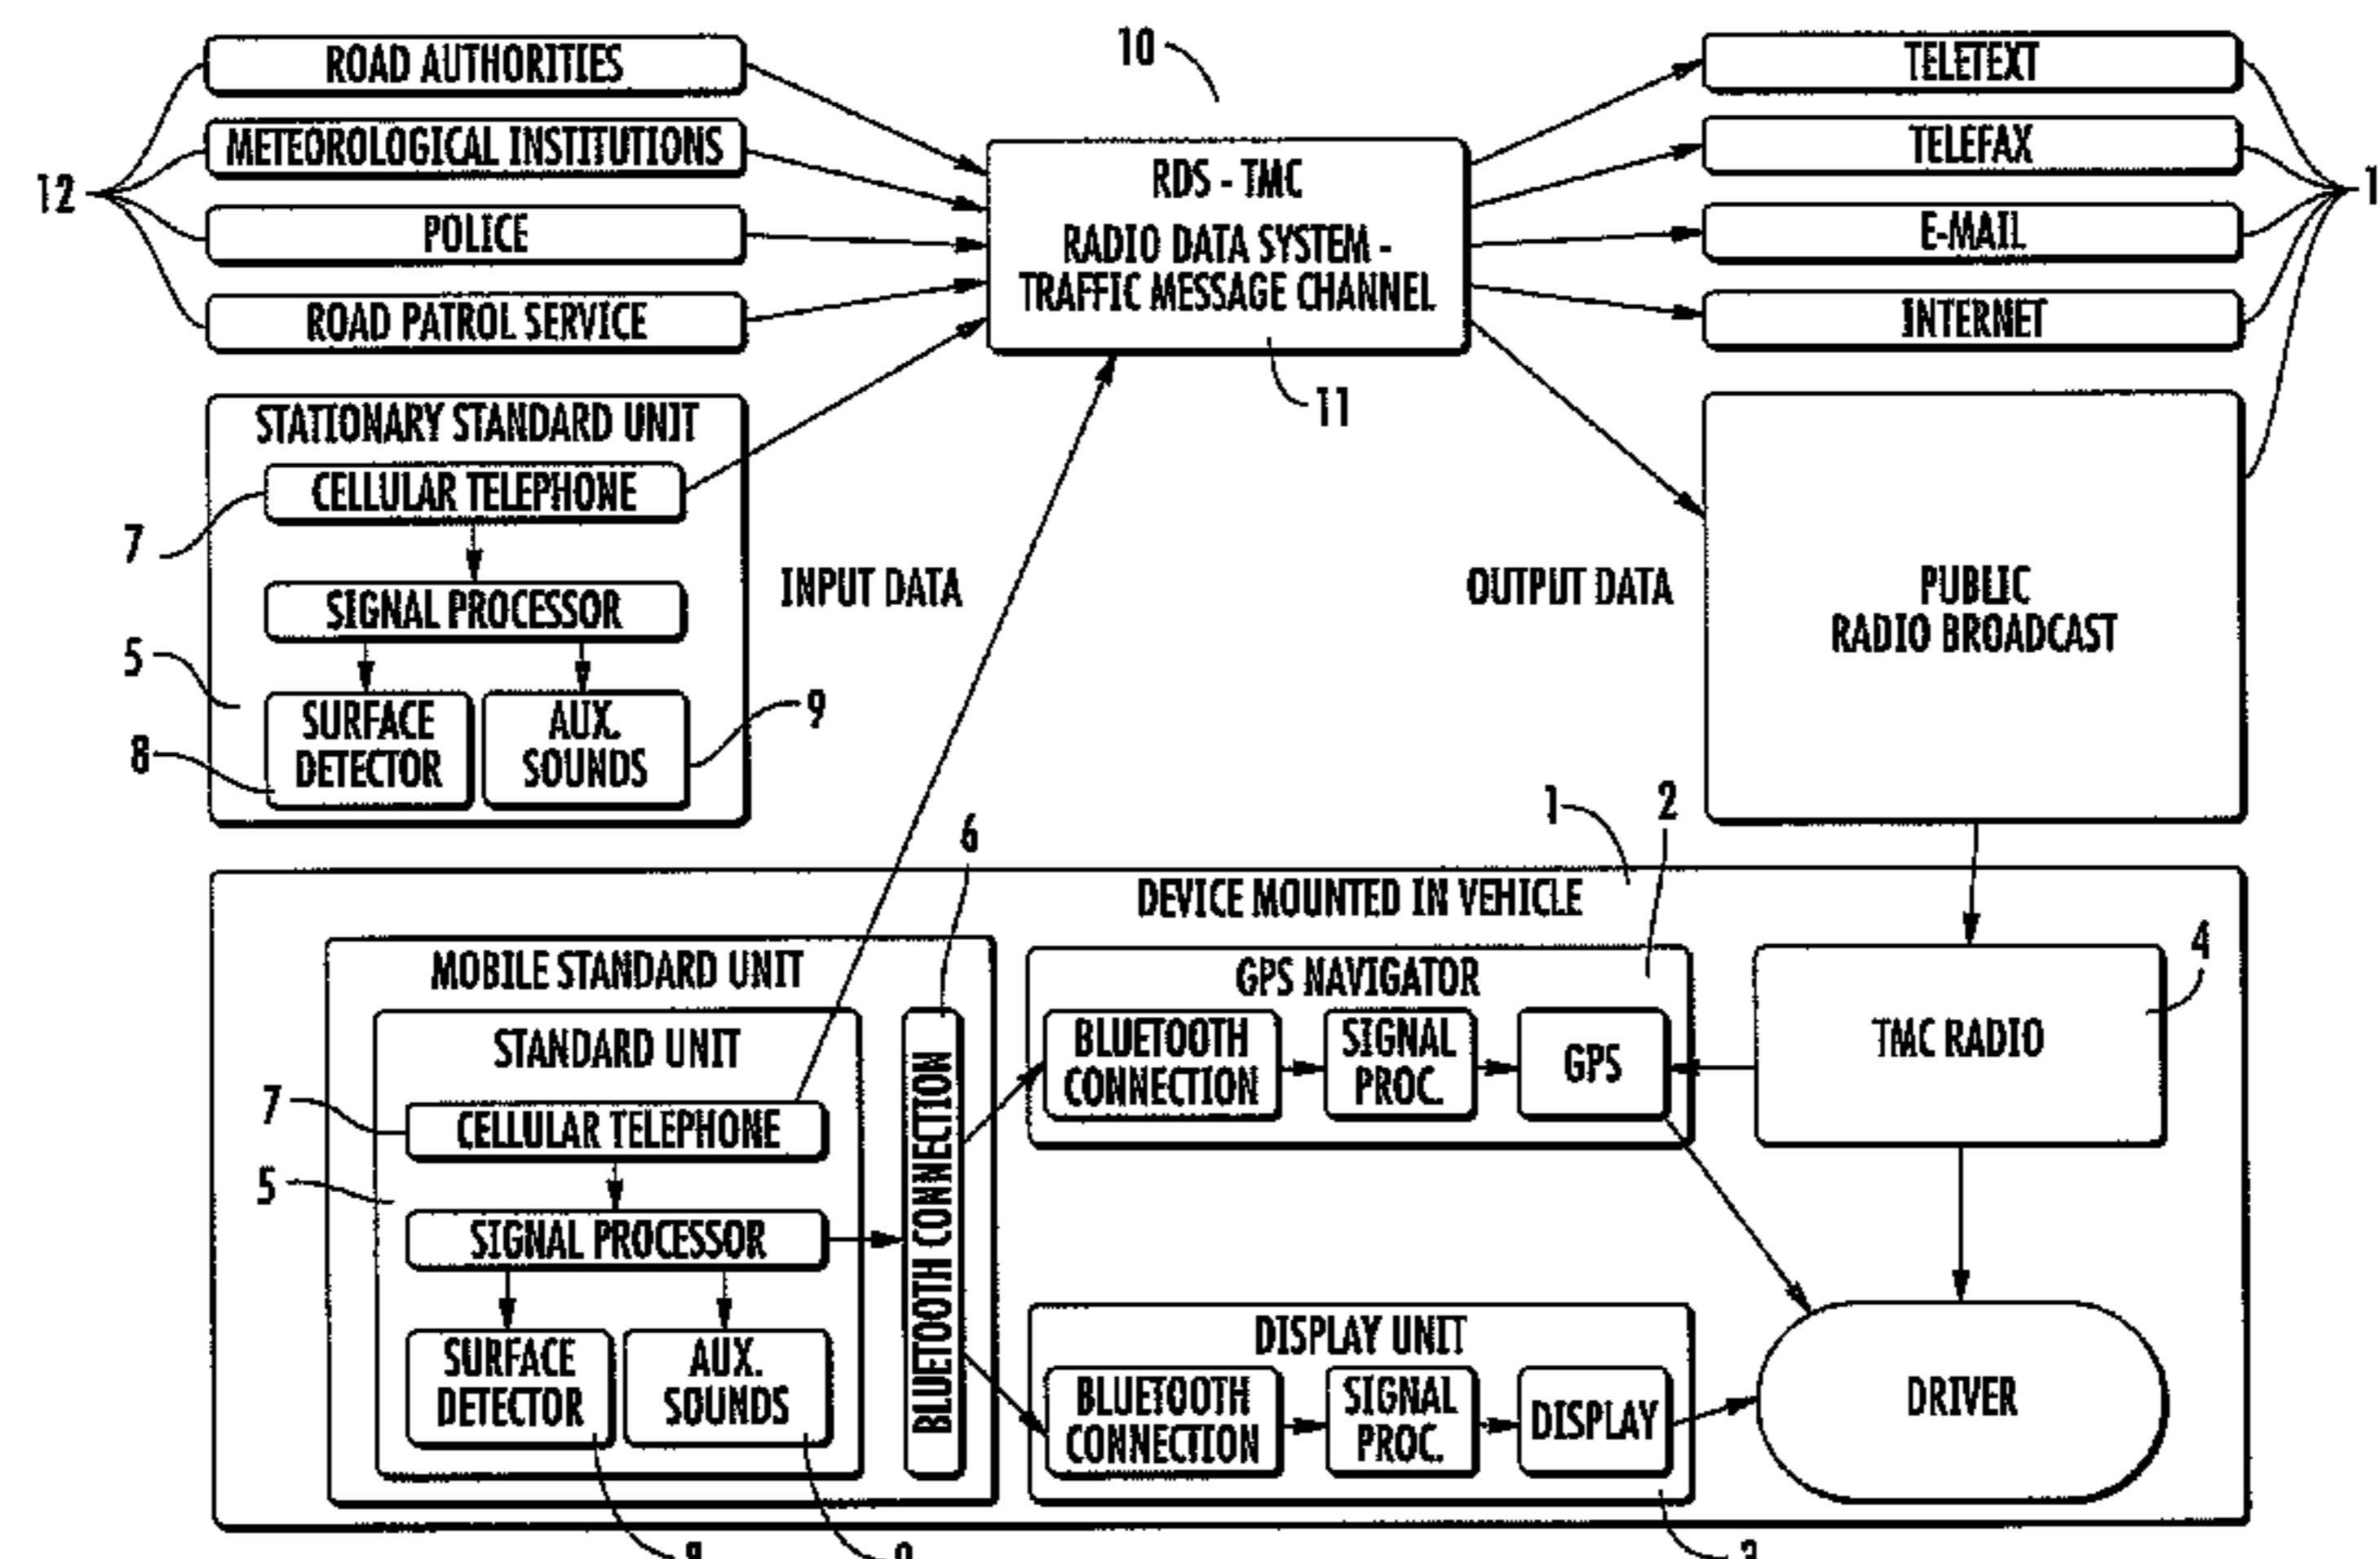 10
ROAD AUTHORITIES
METEOROLOGICAL INSTITUTIONS
12
POLICE
ROAD PATROL SERVICE
RDS - TMC
RADIO DATA SYSTEM -
TRAFFIC MESSAGE CHANNEL
11
TELETEXT
TELEFAX
E-MAIL
INTERNET
STATIONARY STANDARD UNIT
CELLULAR TELEPHONE
7
SIGNAL PROCESSOR
5
SURFACE
DETECTOR
8
AUX.
SOUNDS
9
INPUT DATA
OUTPUT DATA
PUBLIC
RADIO BROADCAST
6
1
2
DEVICE MOUNTED IN VEHICLE
MOBILE STANDARD UNIT
STANDARD UNIT
7
CELLULAR TELEPHONE
5
SIGNAL PROCESSOR
SURFACE
DETECTOR
AUX.
SOUNDS
BLUETOOTH CONNECTION
GPS NAVIGATOR
BLUETOOTH
CONNECTION
SIGNAL
PROC.
GPS
4
TMC RADIO
DISPLAY UNIT
BLUETOOTH
CONNECTION
SIGNAL
PROC.
DISPLAY
DRIVER